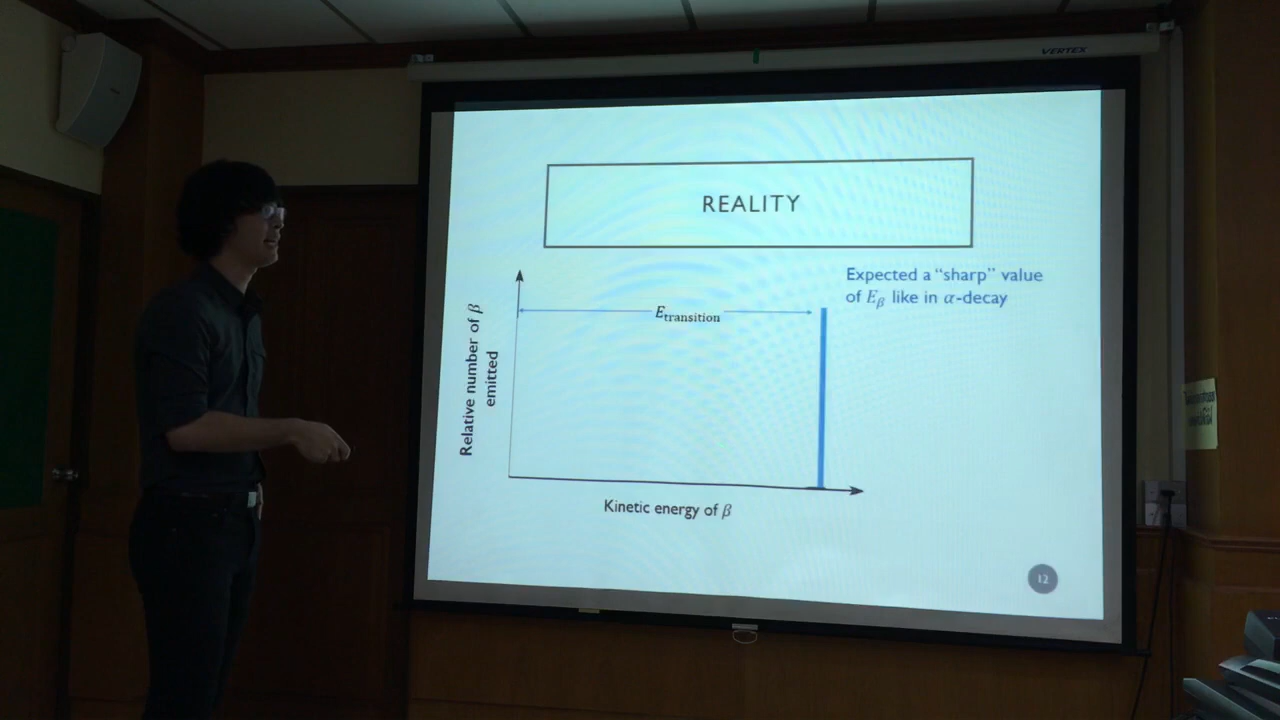 VERTEX
REALITY
Expected a “sharp” value
of E_β like in α-decay
E_transition
Relative number of β
emitted
Kinetic energy of β
12